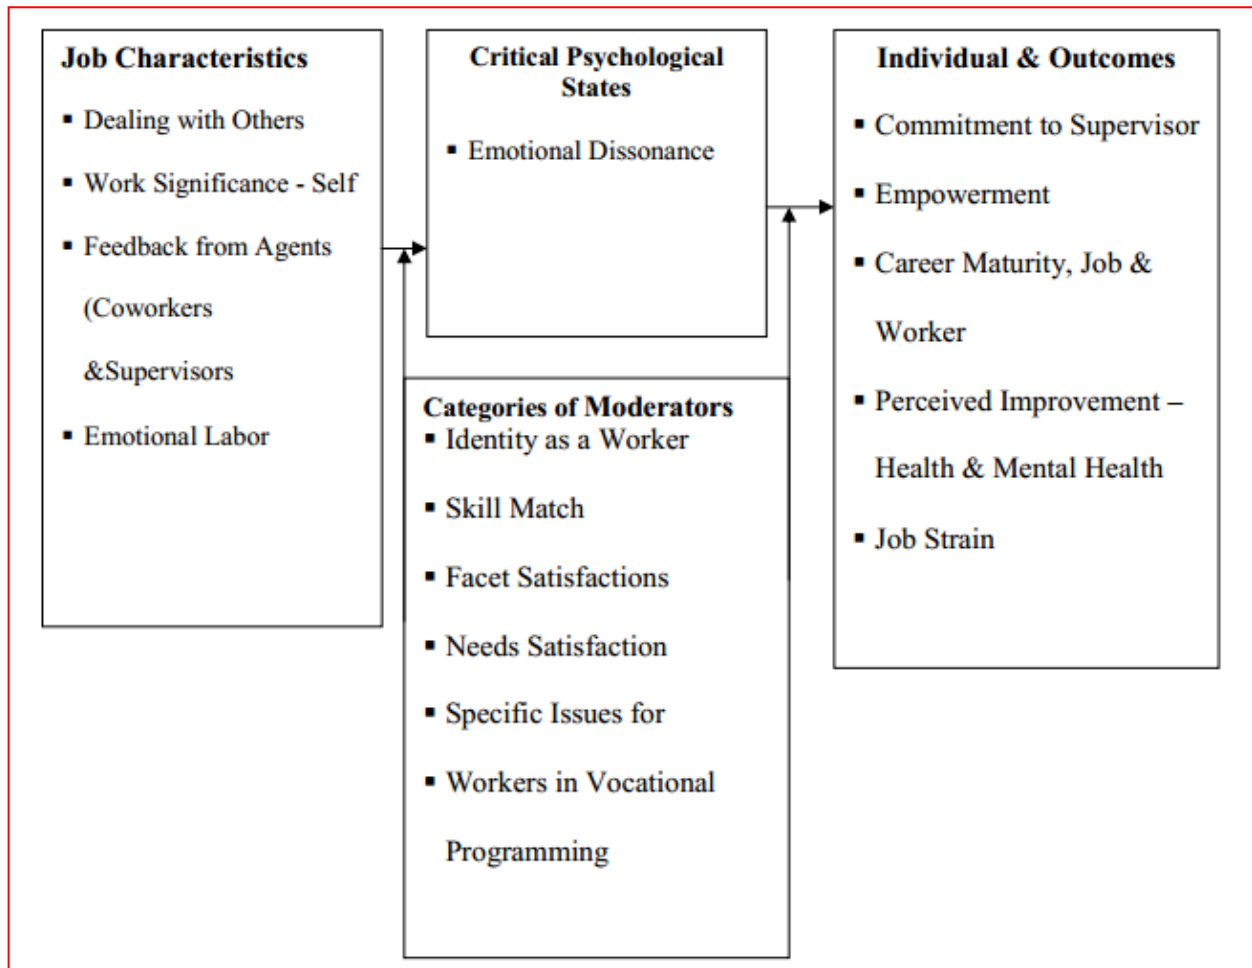 Job Characteristics
▪ Dealing with Others
▪ Work Significance - Self
▪ Feedback from Agents
(Coworkers
&Supervisors
▪ Emotional Labor
Critical Psychological
States
▪ Emotional Dissonance
Categories of Moderators
▪ Identity as a Worker
▪ Skill Match
▪ Facet Satisfactions
▪ Needs Satisfaction
▪ Specific Issues for
▪ Workers in Vocational
Programming
Individual & Outcomes
▪ Commitment to Supervisor
▪ Empowerment
▪ Career Maturity, Job &
Worker
▪ Perceived Improvement –
Health & Mental Health
▪ Job Strain